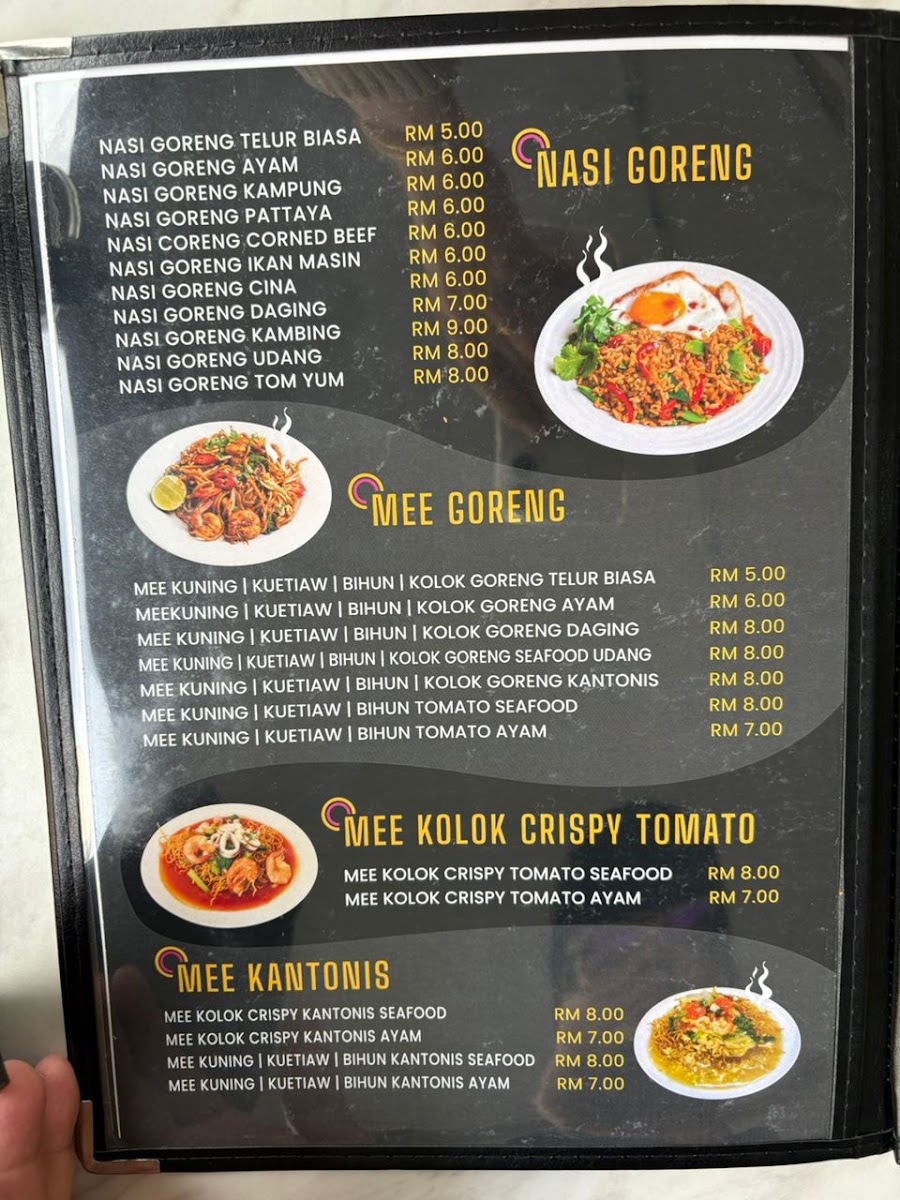 NASI GORENG
NASI GORENG TELUR BIASA RM 5.00
NASI GORENG AYAM RM 6.00
NASI GORENG KAMPUNG RM 6.00
NASI GORENG PATTAYA RM 6.00
NASI CORENG CORNED BEEF RM 6.00
NASI GORENG IKAN MASIN RM 6.00
NASI GORENG CINA RM 6.00
NASI GORENG DAGING RM 7.00
NASI GORENG KAMBING RM 9.00
NASI GORENG UDANG RM 8.00
NASI GORENG TOM YUM RM 8.00
MEE GORENG
MEE KUNING | KUETIAW | BIHUN | KOLOK GORENG TELUR BIASA RM 5.00
MEEKUNING | KUETIAW | BIHUN | KOLOK GORENG AYAM RM 6.00
MEE KUNING | KUETIAW | BIHUN | KOLOK GORENG DAGING RM 8.00
MEE KUNING | KUETIAW | BIHUN | KOLOK GORENG SEAFOOD UDANG RM 8.00
MEE KUNING | KUETIAW | BIHUN | KOLOK GORENG KANTONIS RM 8.00
MEE KUNING | KUETIAW | BIHUN TOMATO SEAFOOD RM 8.00
MEE KUNING | KUETIAW | BIHUN TOMATO AYAM RM 7.00
MEE KOLOK CRISPY TOMATO
MEE KOLOK CRISPY TOMATO SEAFOOD RM 8.00
MEE KOLOK CRISPY TOMATO AYAM RM 7.00
MEE KANTONIS
MEE KOLOK CRISPY KANTONIS SEAFOOD RM 8.00
MEE KOLOK CRISPY KANTONIS AYAM RM 7.00
MEE KUNING | KUETIAW | BIHUN KANTONIS SEAFOOD RM 8.00
MEE KUNING | KUETIAW | BIHUN KANTONIS AYAM RM 7.00